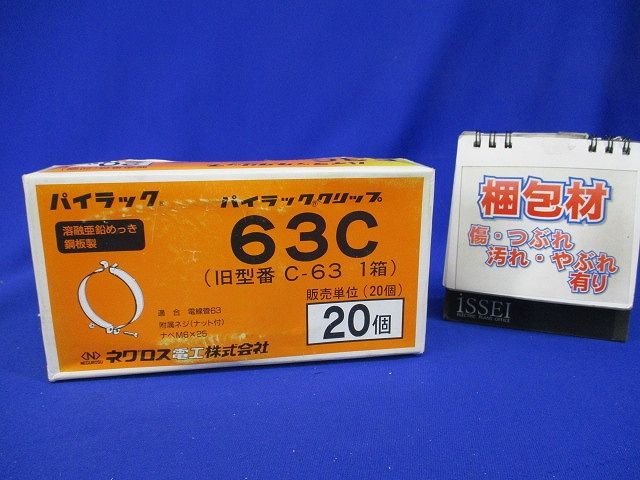 パイラック®
パイラック®クリップ
溶融亜鉛めっき
鋼板製
63C
(旧型番 C-63 1箱)
販売単位(20個)
20個
適 合 電線管63
附属ネジ(ナット付)
ナベM6×25
NEGUROSU
ネグロス電工株式会社
梱包材
傷・つぶれ
汚れ・やぶれ
有り
iSSEI